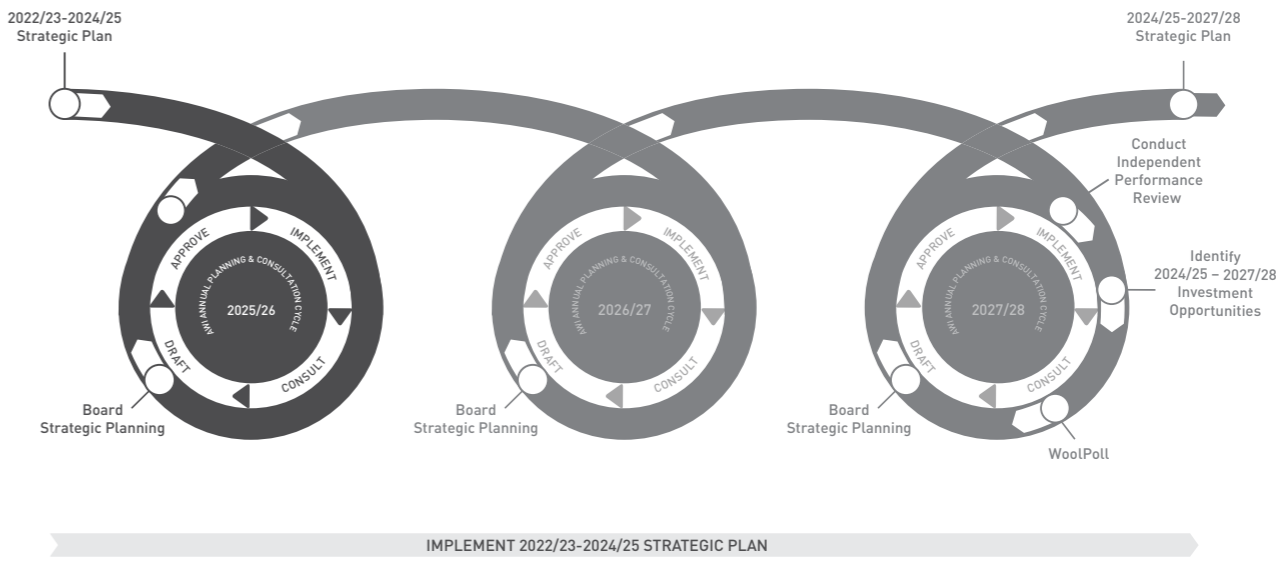 2022/23-2024/25
Strategic Plan
2024/25-2027/28
Strategic Plan
Conduct
Independent
Performance
Review
Identify
2024/25 – 2027/28
Investment
Opportunities
APPROVE
IMPLEMENT
CONSULT
DRAFT
AWI ANNUAL PLANNING & CONSULTATION CYCLE
2025/26
Board
Strategic Planning
APPROVE
IMPLEMENT
CONSULT
DRAFT
AWI ANNUAL PLANNING & CONSULTATION CYCLE
2026/27
Board
Strategic Planning
APPROVE
IMPLEMENT
CONSULT
DRAFT
AWI ANNUAL PLANNING & CONSULTATION CYCLE
2027/28
Board
Strategic Planning
WoolPoll
IMPLEMENT 2022/23-2024/25 STRATEGIC PLAN